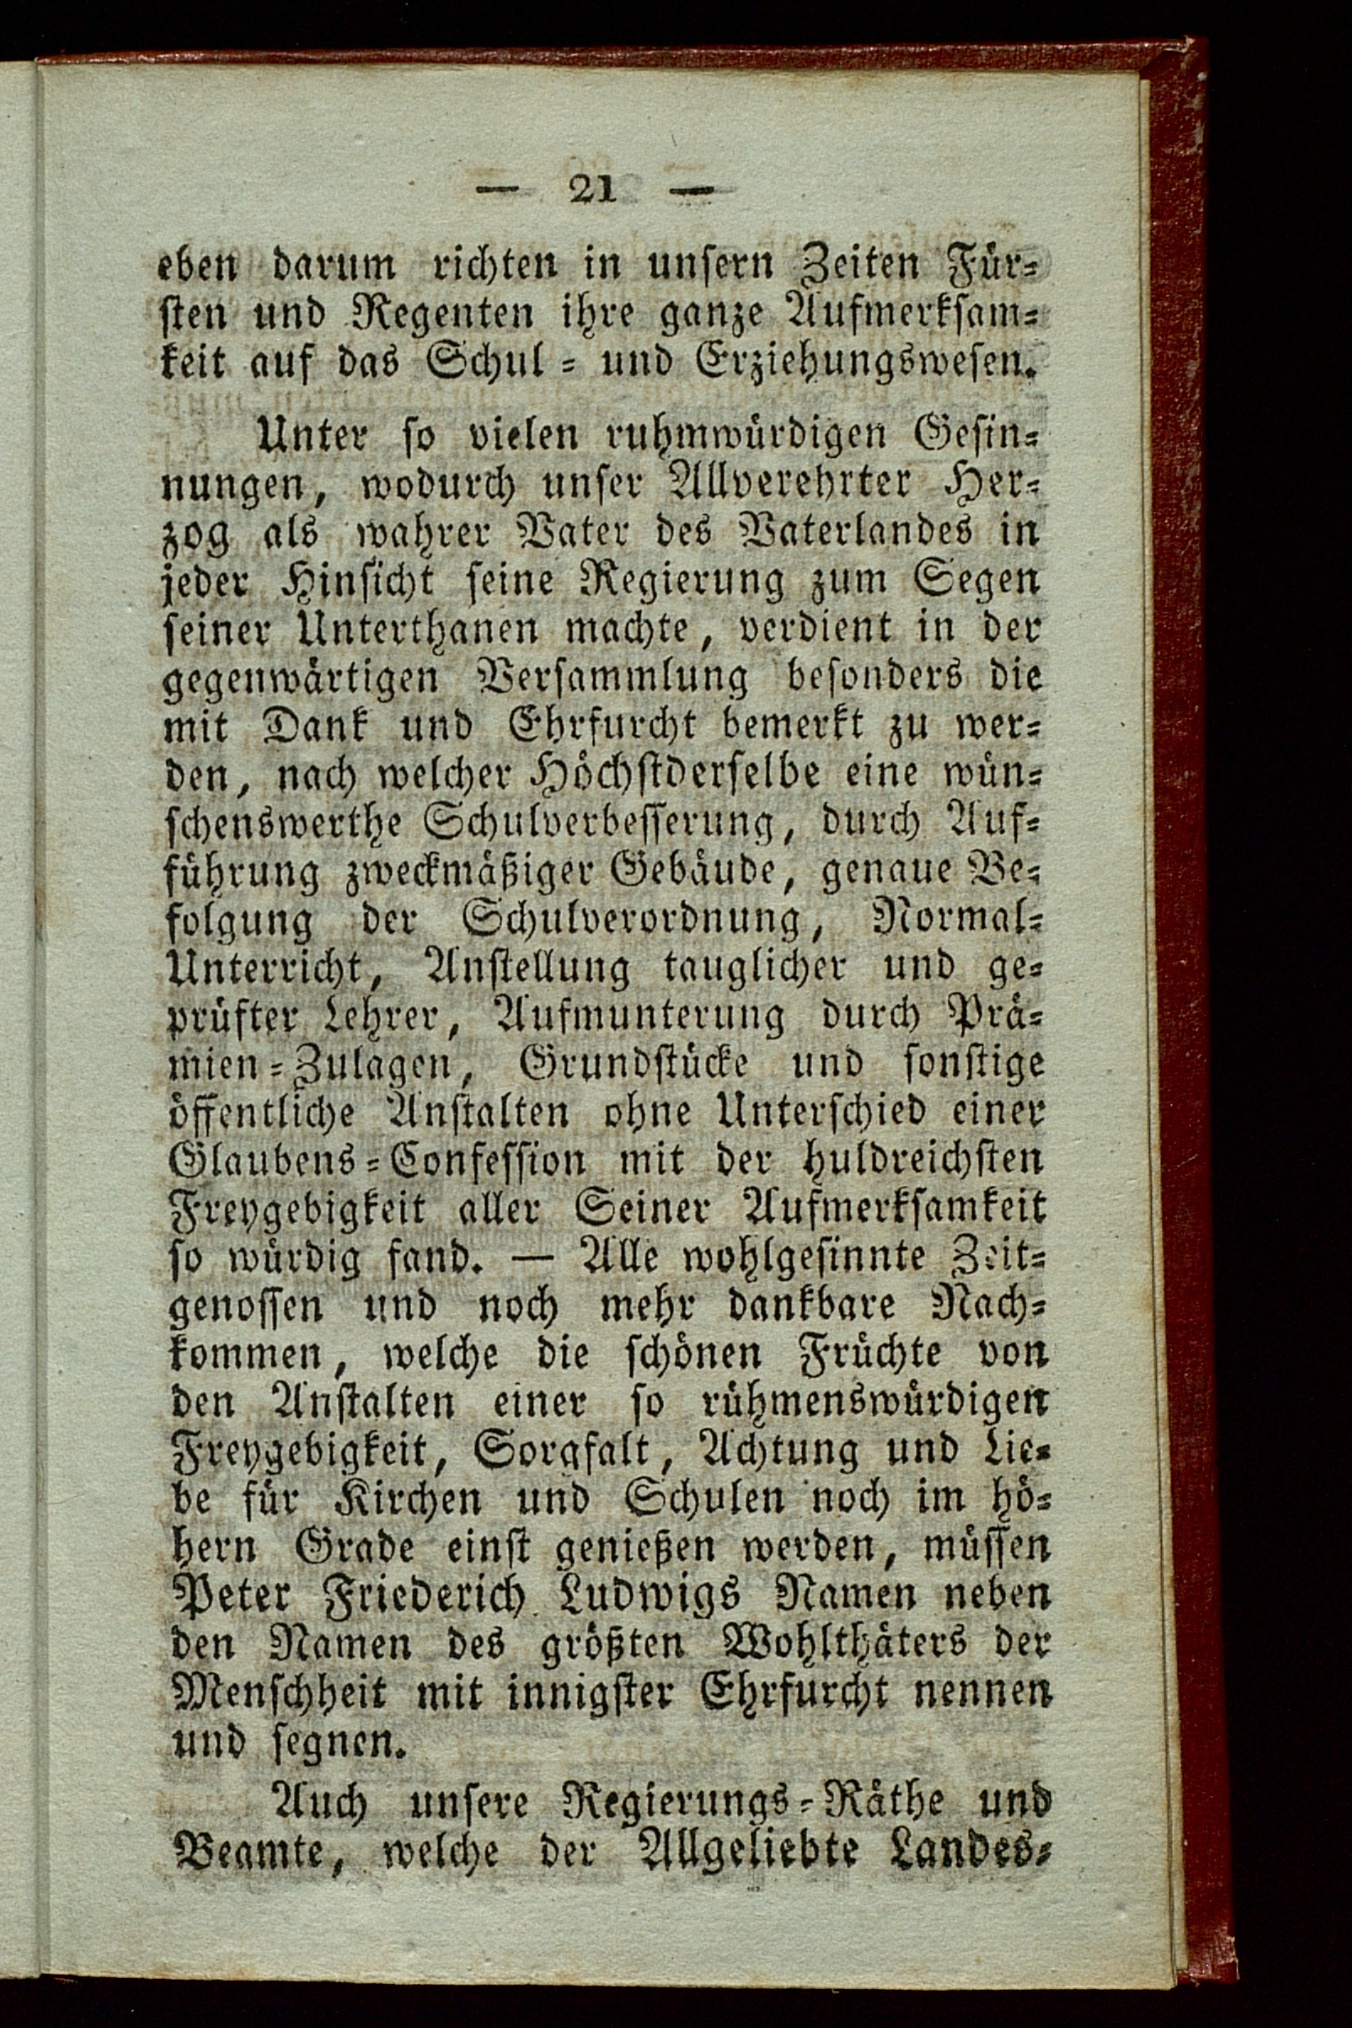 — 21 —
eben darum richten in unsern Zeiten Für-
sten und Regenten ihre ganze Aufmerksam-
keit auf das Schul- und Erziehungswesen.
Unter so vielen ruhmwürdigen Gesin-
nungen, wodurch unser Allverehrter Her-
zog als wahrer Vater des Vaterlandes in
jeder Hinsicht seine Regierung zum Segen
seiner Unterthanen machte, verdient in der
gegenwärtigen Versammlung besonders die
mit Dank und Ehrfurcht bemerkt zu wer-
den, nach welcher Höchstderselbe eine wün-
schenswerthe Schulverbesserung, durch Auf-
führung zweckmäßiger Gebäude, genaue Be-
folgung der Schulverordnung, Normal-
Unterricht, Anstellung tauglicher und ge-
prüfter Lehrer, Aufmunterung durch Prä-
mien-Zulagen, Grundstücke und sonstige
öffentliche Anstalten ohne Unterschied einer
Glaubens-Confession mit der huldreichsten
Freygebigkeit aller Seiner Aufmerksamkeit
so würdig fand. — Alle wohlgesinnte Zeit-
genossen und noch mehr dankbare Nach-
kommen, welche die schönen Früchte von
den Anstalten einer so rühmenswürdigen
Freygebigkeit, Sorgfalt, Achtung und Lie-
be für Kirchen und Schulen noch im hö-
hern Grade einst genießen werden, müssen
Peter Friederich Ludwigs Namen neben
den Namen des größten Wohlthäters der
Menschheit mit innigster Ehrfurcht nennen
und segnen.
Auch unsere Regierungs-Räthe und
Beamte, welche der Allgeliebte Landes-